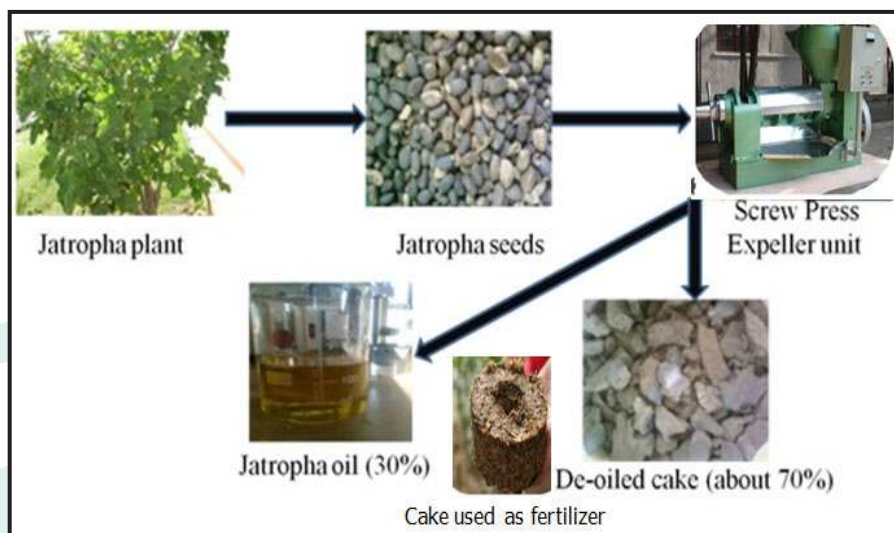 Jatropha plant
Jatropha seeds
Screw Press
Expeller unit
Jatropha oil (30%)
De-oiled cake (about 70%)
Cake used as fertilizer